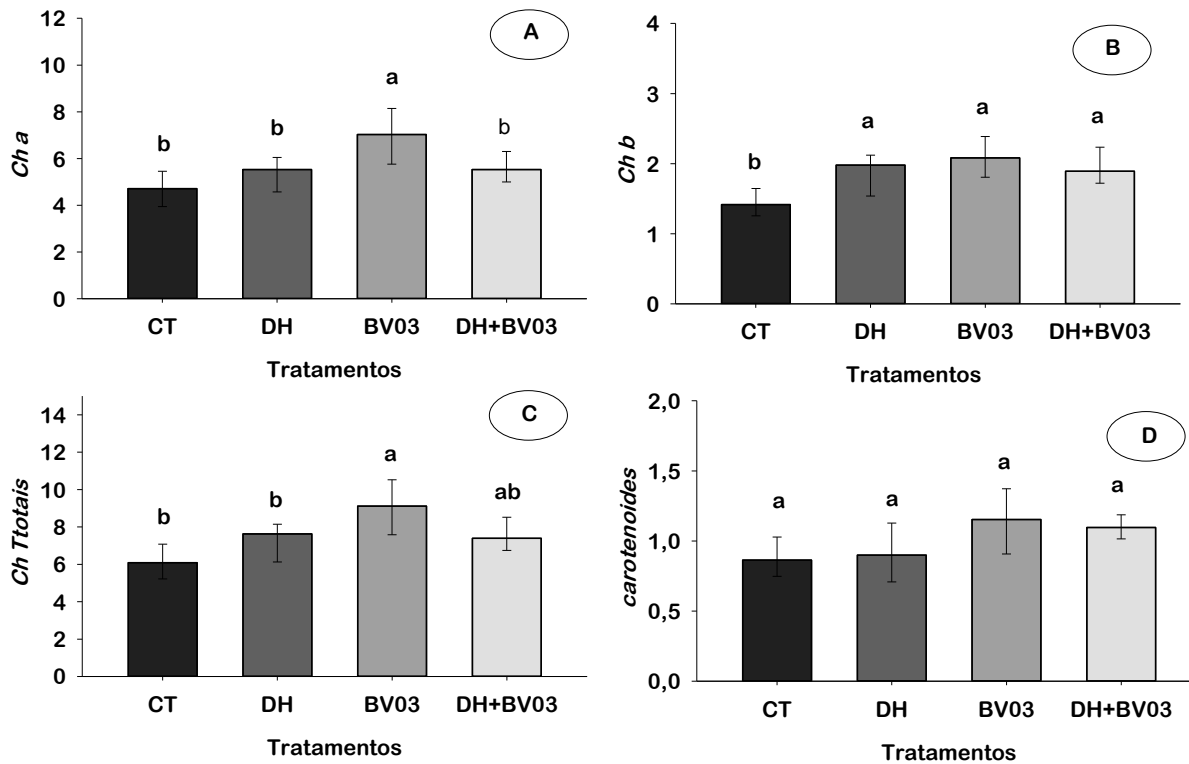 A
12
10
8
6
4
2
0
Ch a
b
b
a
b
CT DH BV03 DH+BV03
Tratamentos
B
4
3
2
1
0
Ch b
b
a
a
a
CT DH BV03 DH+BV03
Tratamentos
C
14
12
10
8
6
4
2
0
Ch Ttotais
b
b
a
ab
CT DH BV03 DH+BV03
Tratamentos
D
2,0
1,5
1,0
0,5
0,0
carotenoides
a
a
a
a
CT DH BV03 DH+BV03
Tratamentos